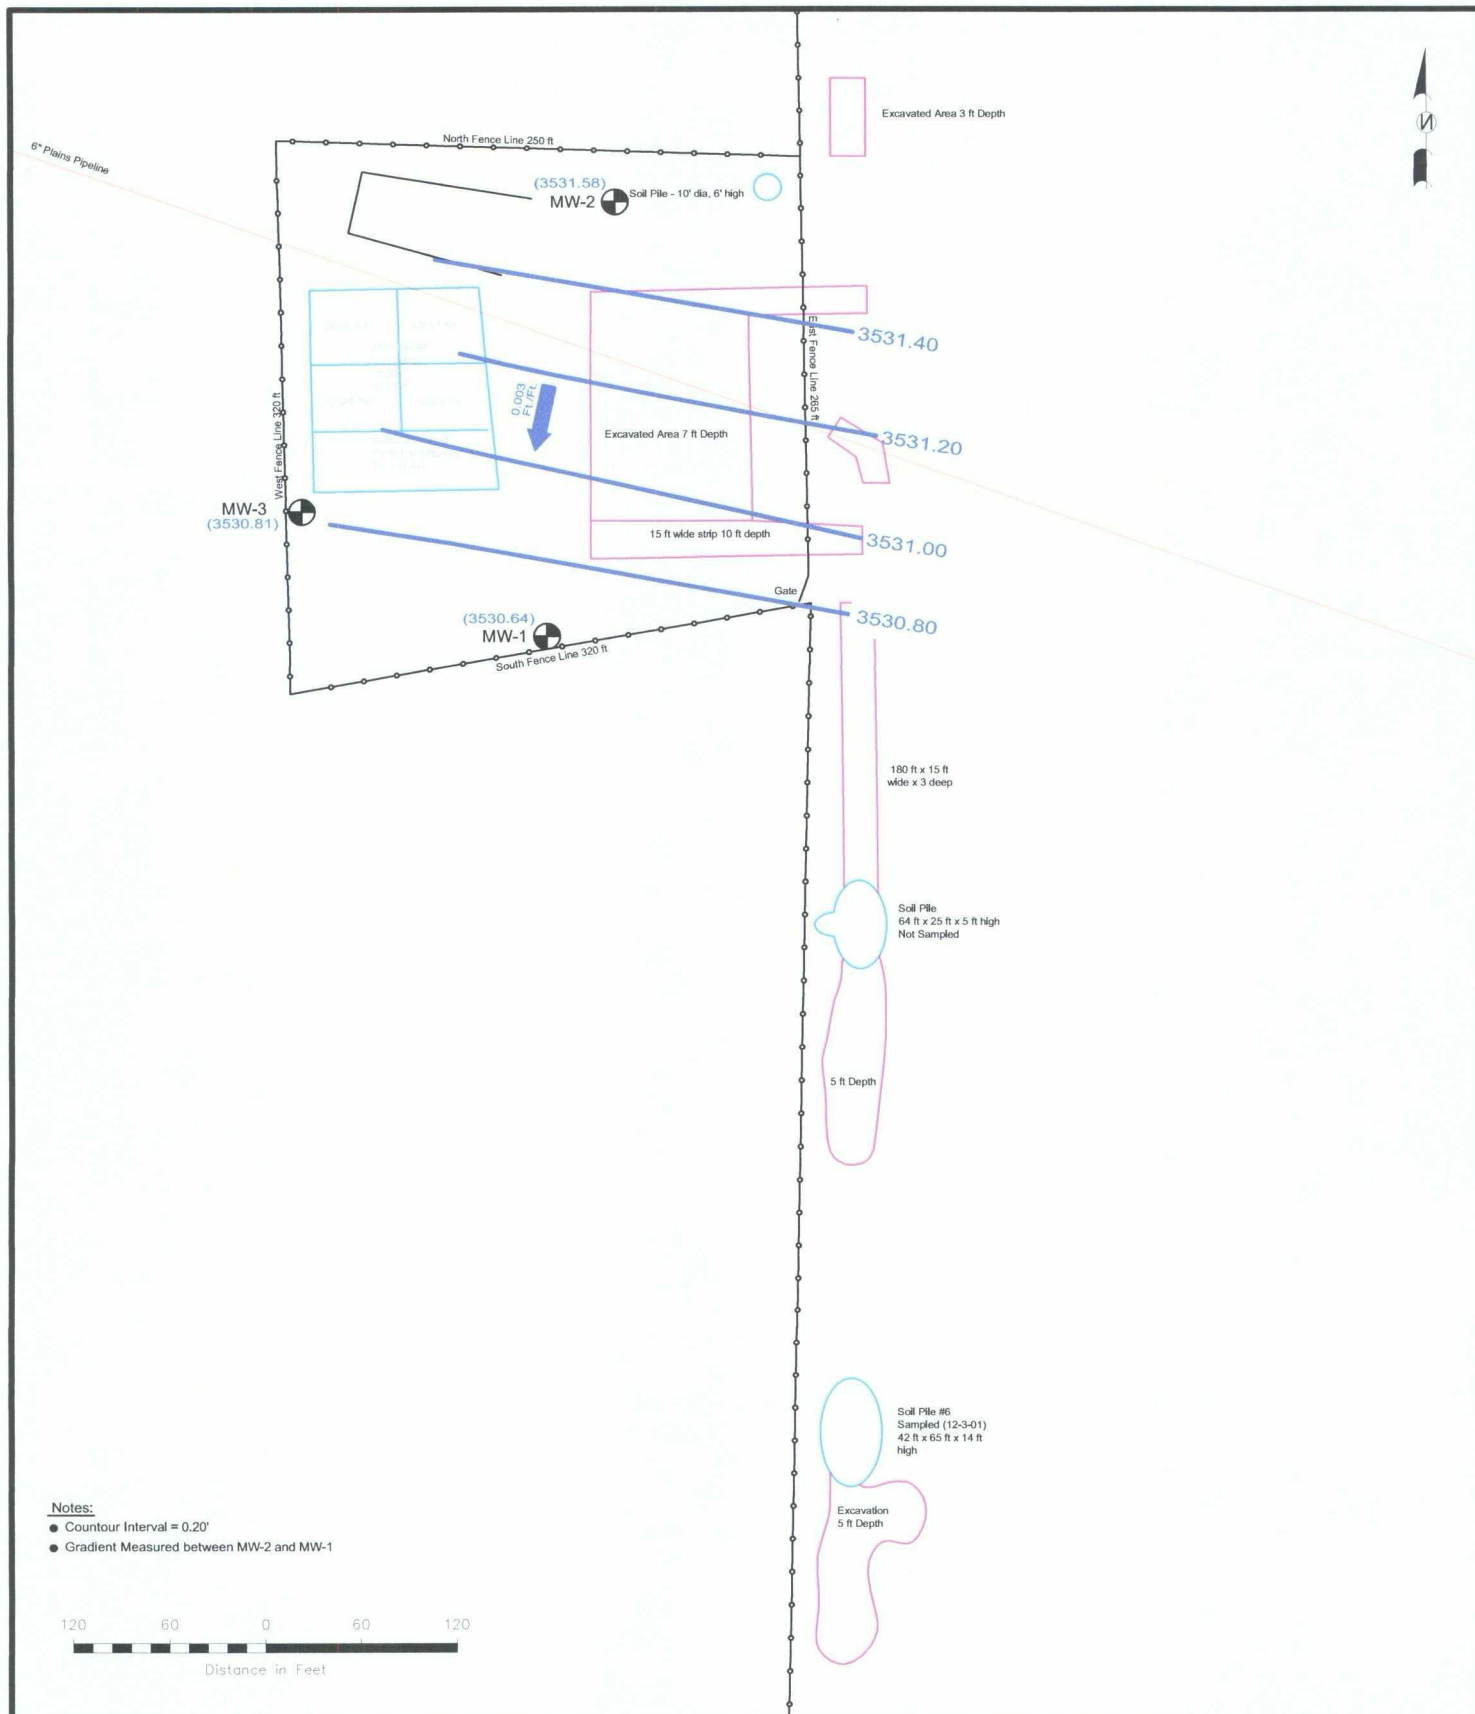 Excavated Area 3 ft Depth
N
North Fence Line 250 ft
6" Plains Pipeline
(3531.58)
MW-2
Soil Pile - 10' dia, 6' high
East Fence Line 265 ft
3531.40
West Fence Line 320 ft
0.003
Ft./Ft.
Excavated Area 7 ft Depth
3531.20
MW-3
(3530.81)
15 ft wide strip 10 ft depth
3531.00
Gate
3530.80
(3530.64)
MW-1
South Fence Line 320 ft
180 ft x 15 ft
wide x 3 deep
Soil Pile
64 ft x 25 ft x 5 ft high
Not Sampled
5 ft Depth
Soil Pile #6
Sampled (12-3-01)
42 ft x 65 ft x 14 ft
high
Excavation
5 ft Depth
Notes:
● Countour Interval = 0.20'
● Gradient Measured between MW-2 and MW-1
120 60 0 60 120
Distance in Feet